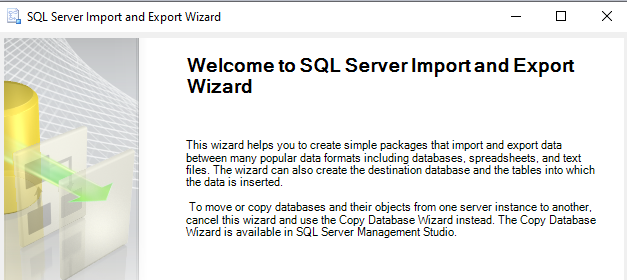 SQL Server Import and Export Wizard
Welcome to SQL Server Import and Export
Wizard
This wizard helps you to create simple packages that import and export data
between many popular data formats including databases, spreadsheets, and text
files. The wizard can also create the destination database and the tables into which
the data is inserted.
To move or copy databases and their objects from one server instance to another,
cancel this wizard and use the Copy Database Wizard instead. The Copy Database
Wizard is available in SQL Server Management Studio.